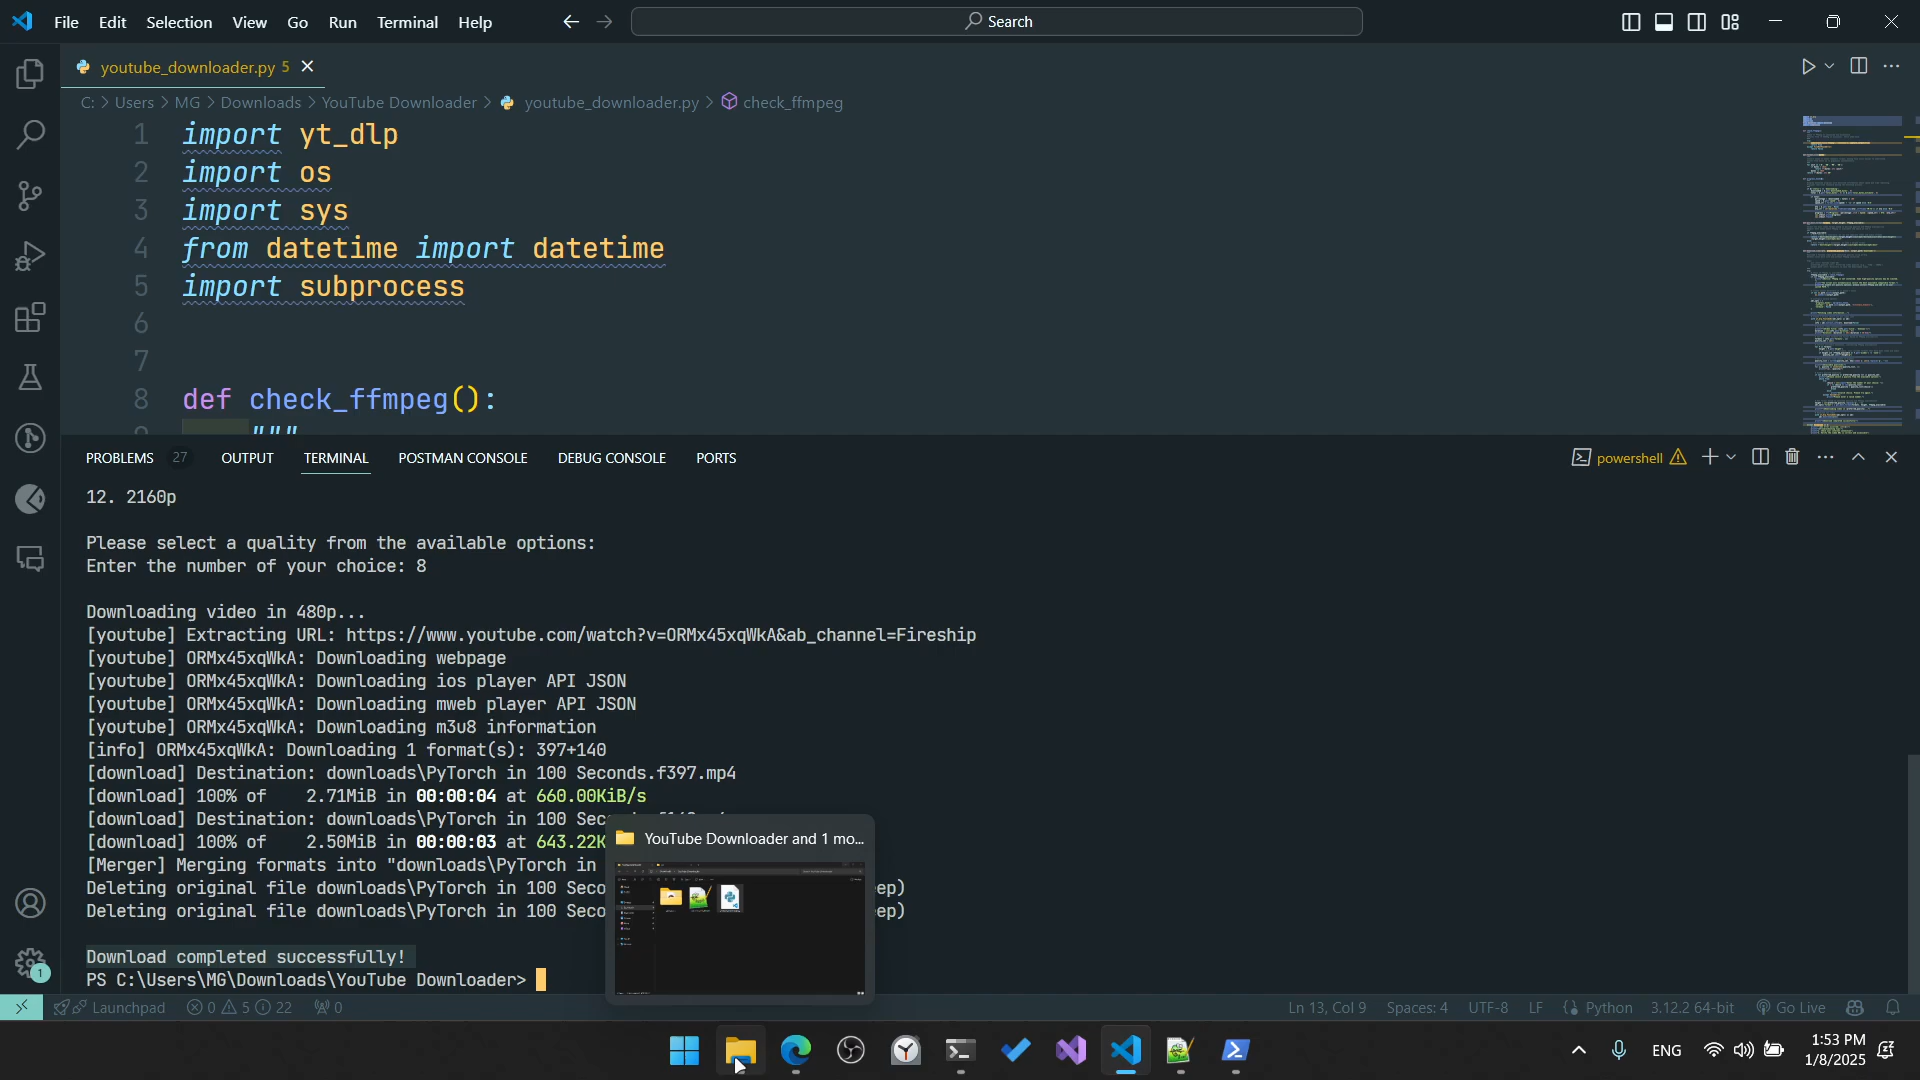 File Edit Selection View Go Run Terminal Help
Search
youtube_downloader.py 5
C: > Users > MG > Downloads > YouTube Downloader > youtube_downloader.py > check_ffmpeg
1 import yt_dlp
2 import os
3 import sys
4 from datetime import datetime
5 import subprocess
6
7
8 def check_ffmpeg():
"""
PROBLEMS 27 OUTPUT TERMINAL POSTMAN CONSOLE DEBUG CONSOLE PORTS
powershell
12. 2160p
Please select a quality from the available options:
Enter the number of your choice: 8
Downloading video in 480p...
[youtube] Extracting URL: https://www.youtube.com/watch?v=ORMx45xqWkA&ab_channel=Fireship
[youtube] ORMx45xqWkA: Downloading webpage
[youtube] ORMx45xqWkA: Downloading ios player API JSON
[youtube] ORMx45xqWkA: Downloading mweb player API JSON
[youtube] ORMx45xqWkA: Downloading m3u8 information
[info] ORMx45xqWkA: Downloading 1 format(s): 397+140
[download] Destination: downloads\PyTorch in 100 Seconds.f397.mp4
[download] 100% of 2.71MiB in 00:00:04 at 660.00KiB/s
[download] Destination: downloads\PyTorch in 100
[download] 100% of 2.50MiB in 00:00:03 at 643.22K
[Merger] Merging formats into "downloads\PyTorch in
Deleting original file downloads\PyTorch in 100 Seco ep)
Deleting original file downloads\PyTorch in 100 Seco ep)
YouTube Downloader and 1 mo...
Download completed successfully!
PS C:\Users\MG\Downloads\YouTube Downloader>
1
Launchpad 0 5 22 0
Ln 13, Col 9 Spaces: 4 UTF-8 LF Python 3.12.2 64-bit Go Live
ENG
1:53 PM
1/8/2025